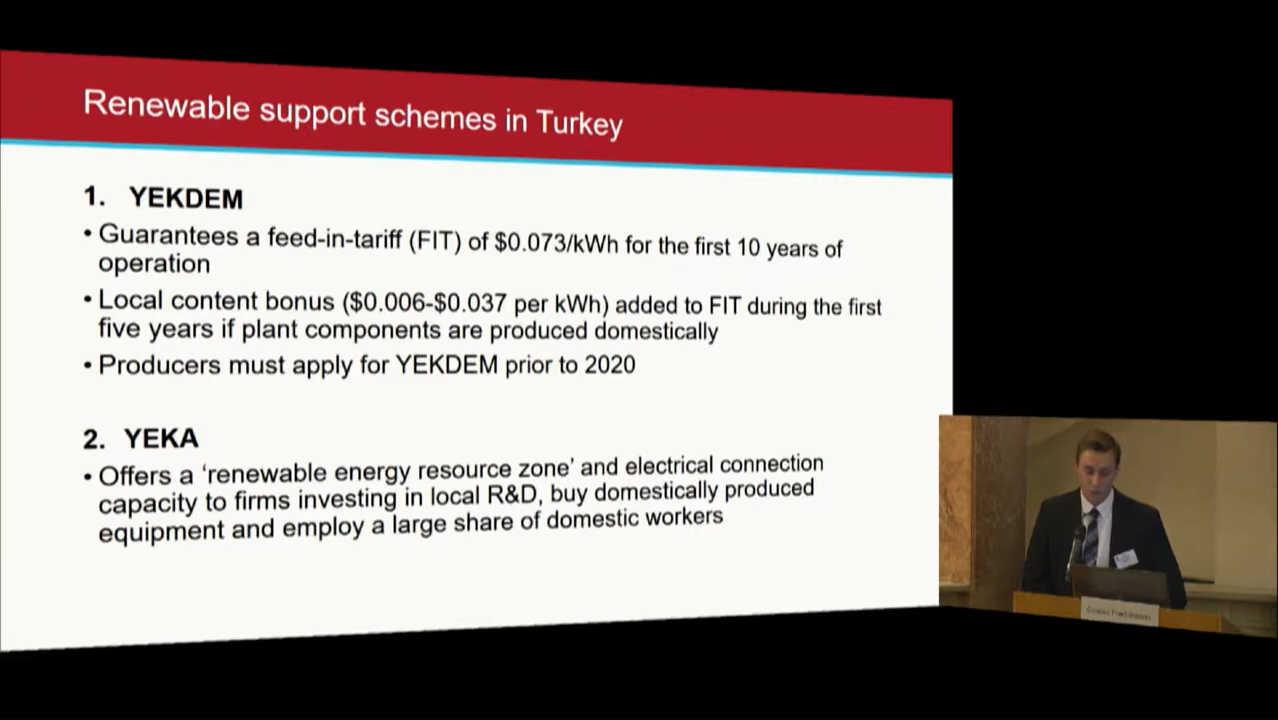 Renewable support schemes in Turkey
1. YEKDEM
• Guarantees a feed-in-tariff (FIT) of $0.073/kWh for the first 10 years of
operation
• Local content bonus ($0.006-$0.037 per kWh) added to FIT during the first
five years if plant components are produced domestically
• Producers must apply for YEKDEM prior to 2020
2. YEKA
• Offers a ‘renewable energy resource zone’ and electrical connection
capacity to firms investing in local R&D, buy domestically produced
equipment and employ a large share of domestic workers